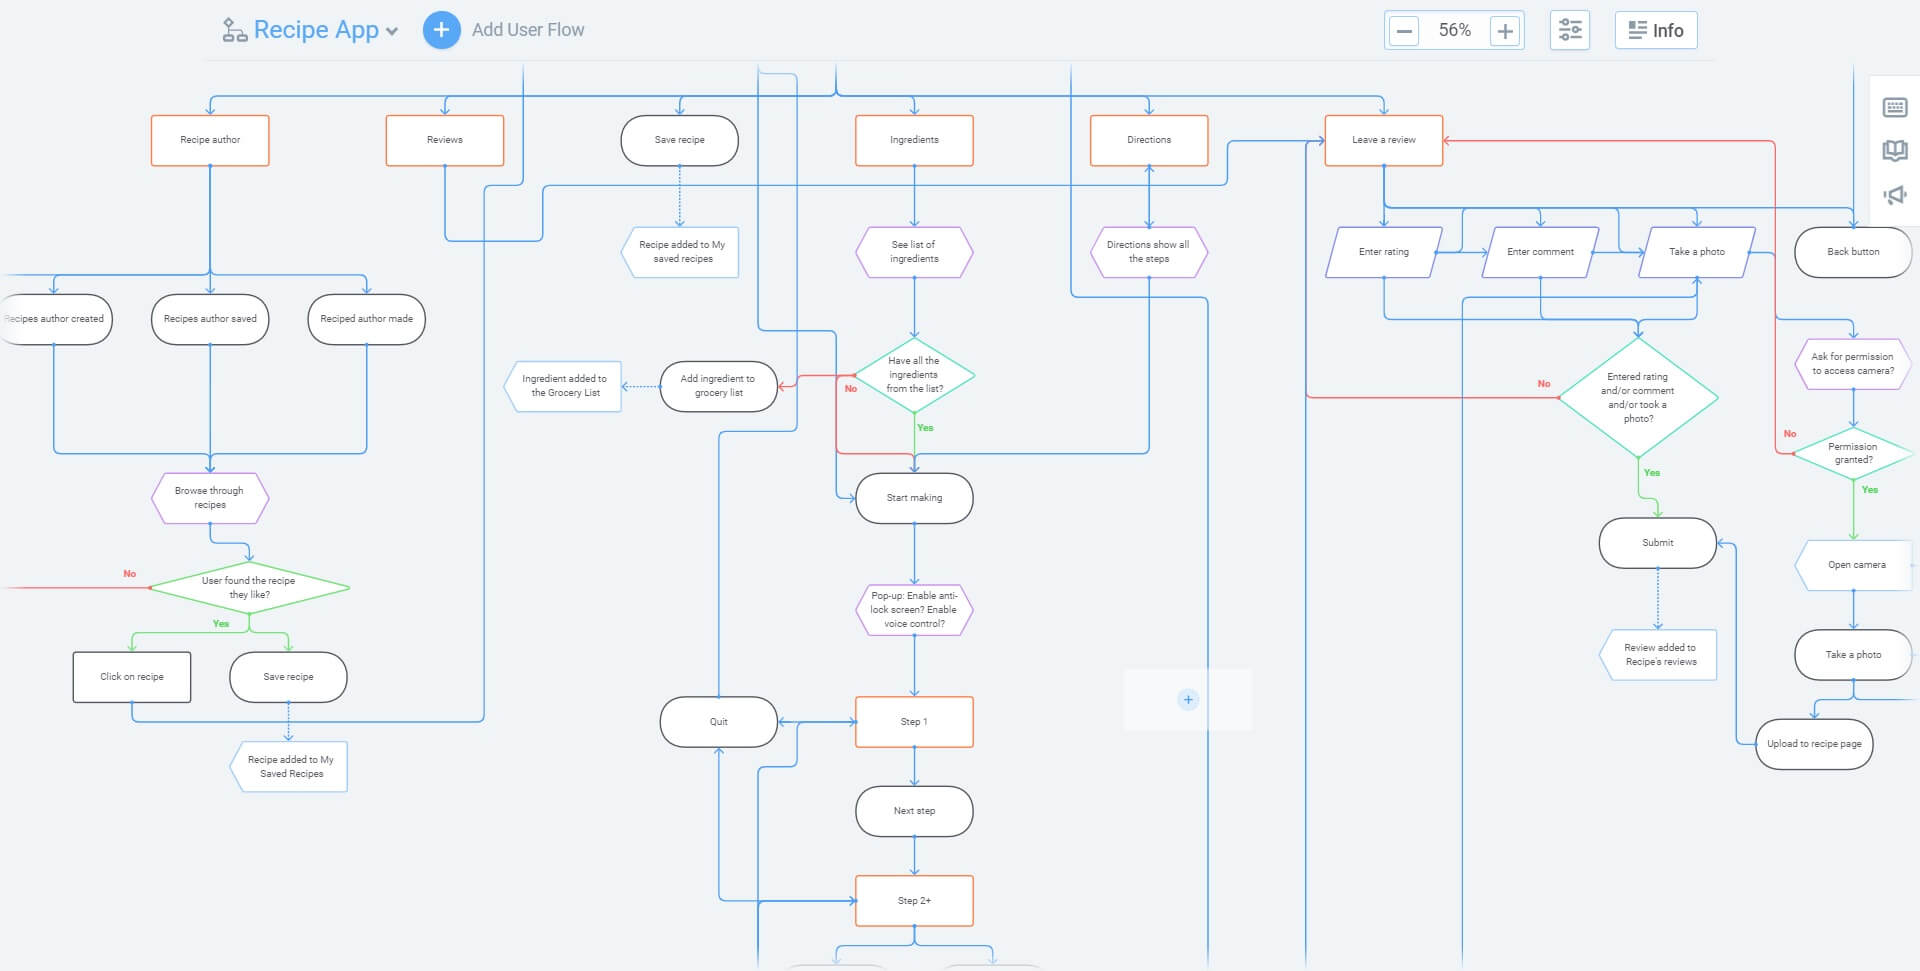 Recipe App
Add User Flow
56%
Info
Recipe author
Reviews
Save recipe
Ingredients
Directions
Leave a review
Recipe added to My
saved recipes
See list of
ingredients
Directions show all
the steps
Enter rating
Enter comment
Take a photo
Back button
Recipes author created
Recipes author saved
Reciped author made
Ingredient added to
the Grocery List
Add ingredient to
grocery list
No
Have all the
ingredients
from the list?
Yes
No
Entered rating
and/or comment
and/or took a
photo?
Yes
Ask for permission
to access camera?
No
Permission
granted?
Yes
Browse through
recipes
Start making
Submit
Open camera
No
User found the recipe
they like?
Yes
Pop-up: Enable anti-
lock screen? Enable
voice control?
Click on recipe
Save recipe
Review added to
Recipe's reviews
Take a photo
Quit
Step 1
Upload to recipe page
Recipe added to My
Saved Recipes
Next step
Step 2+